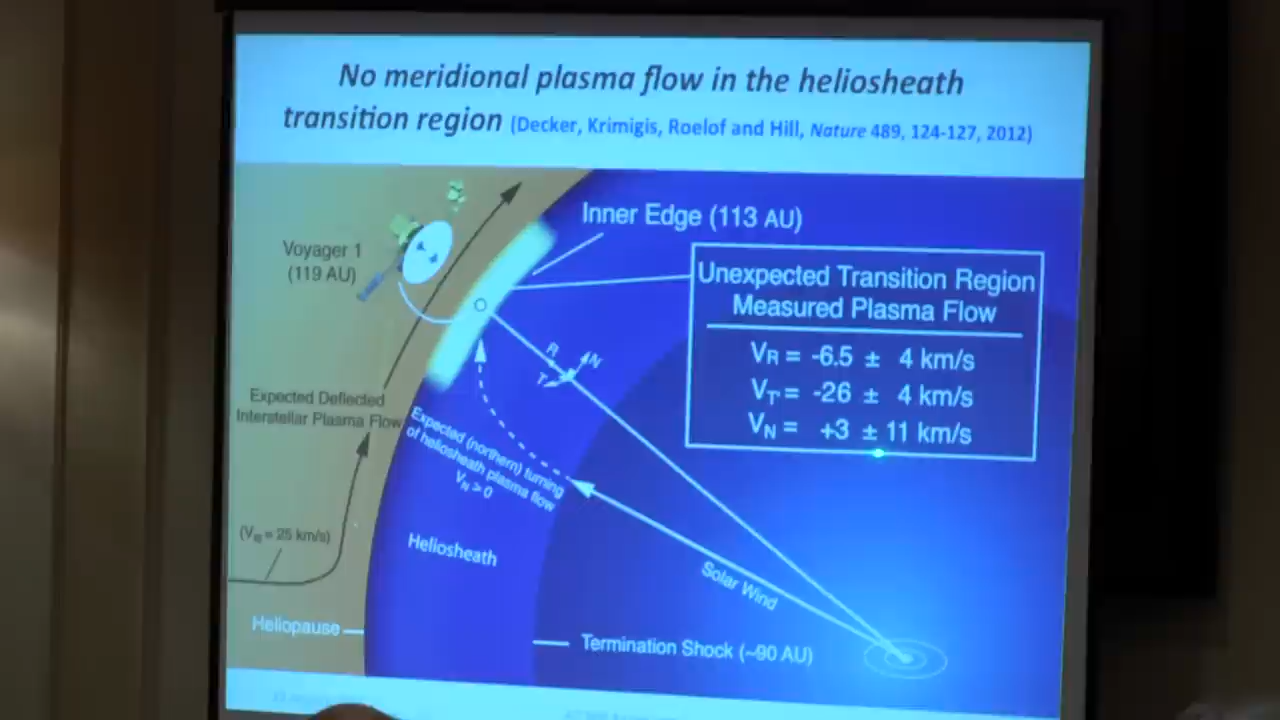 No meridional plasma flow in the heliosheath
transition region (Decker, Krimigis, Roelof and Hill, Nature 489, 124-127, 2012)
Inner Edge (113 AU)
Voyager 1
(119 AU)
Unexpected Transition Region
Measured Plasma Flow
VR = -6.5 ± 4 km/s
VT = -26 ± 4 km/s
VN = +3 ± 11 km/s
R
N
T
Expected Deflected
Interstellar Plasma Flow
Expected (northern) turning
of heliosheath plasma flow
VN > 0
= 25 km/s)
Heliosheath
Solar Wind
Heliopause
Termination Shock (~90 AU)